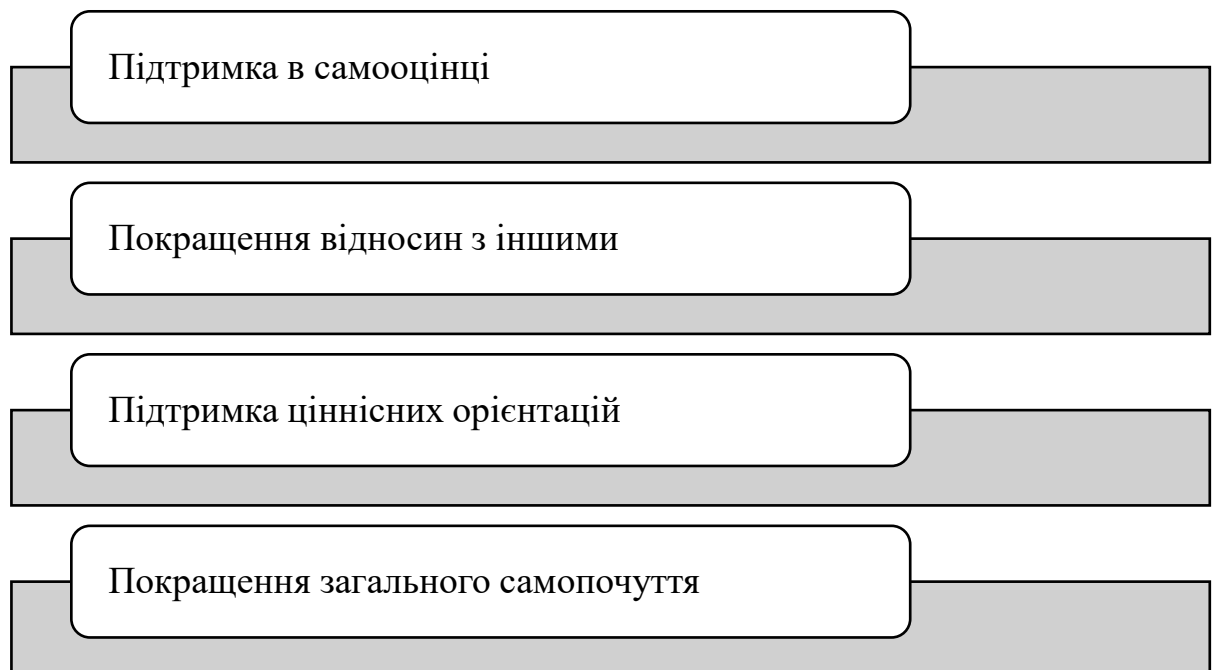 Підтримка в самооцінці
Покращення відносин з іншими
Підтримка ціннісних орієнтацій
Покращення загального самопочуття